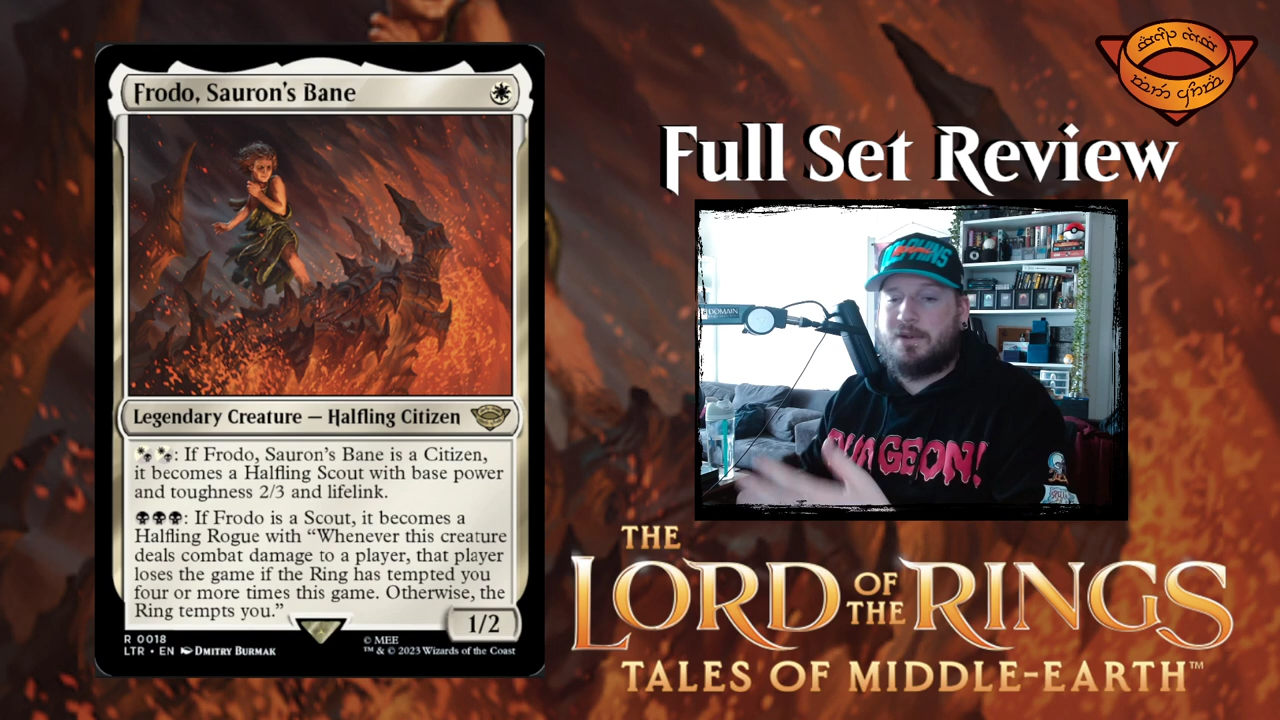 Frodo, Sauron's Bane
Legendary Creature — Halfling Citizen
: If Frodo, Sauron's Bane is a Citizen,
it becomes a Halfling Scout with base power
and toughness 2/3 and lifelink.
: If Frodo is a Scout, it becomes a
Halfling Rogue with “Whenever this creature
deals combat damage to a player, that player
loses the game if the Ring has tempted you
four or more times this game. Otherwise, the
Ring tempts you.”
1/2
R 0018
LTR • EN Dmitry Burmak
© MEE
™ & © 2023 Wizards of the Coast
Full Set Review
DOMAIN
GEON!
THE
LORD OF THE RINGS
TALES OF MIDDLE-EARTH™